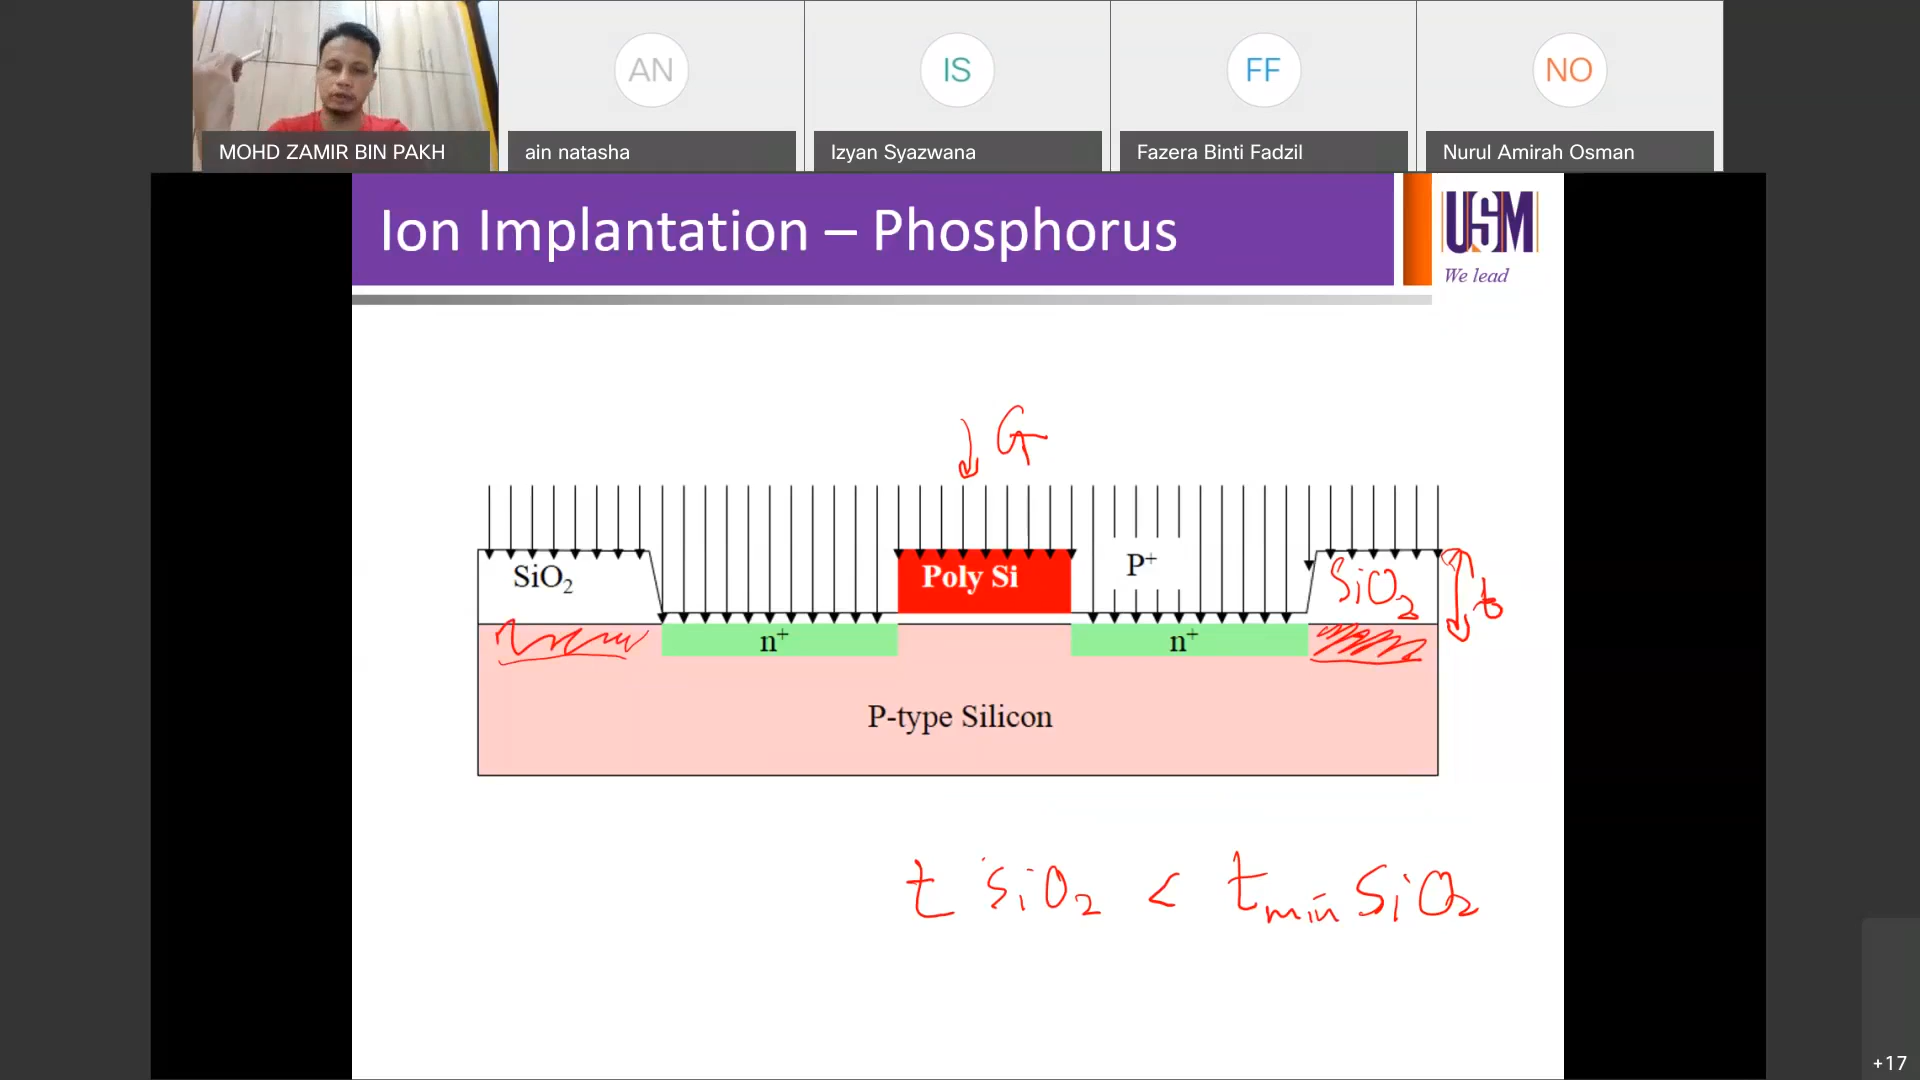 AN
IS
FF
NO
MOHD ZAMIR BIN PAKH
ain natasha
Izyan Syazwana
Fazera Binti Fadzil
Nurul Amirah Osman
Ion Implantation – Phosphorus
USM
We lead
G
SiO2
Poly Si
P+
SiO2
t
n+
n+
P-type Silicon
t SiO2 < tmin SiO2
+17